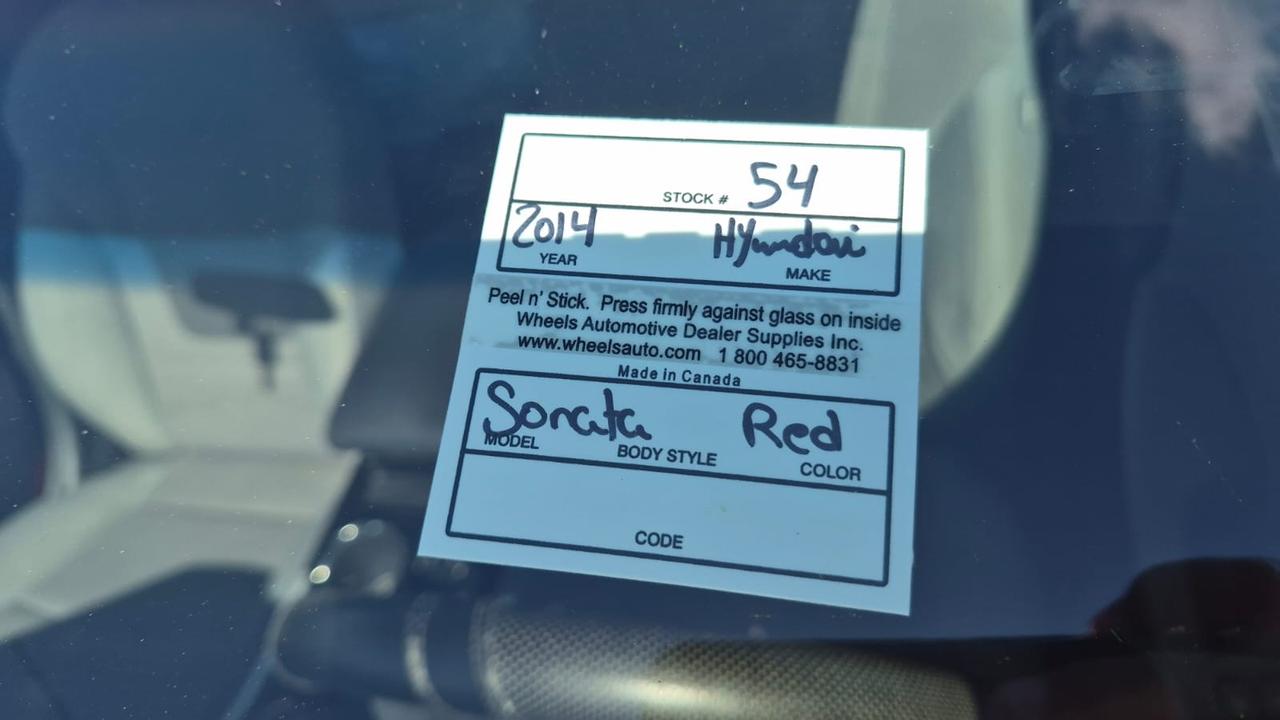 STOCK # 54
2014 Hyundai
YEAR MAKE
Peel n' Stick. Press firmly against glass on inside
Wheels Automotive Dealer Supplies Inc.
www.wheelsauto.com 1 800 465-8831
Made in Canada
Sonata Red
MODEL BODY STYLE COLOR
CODE